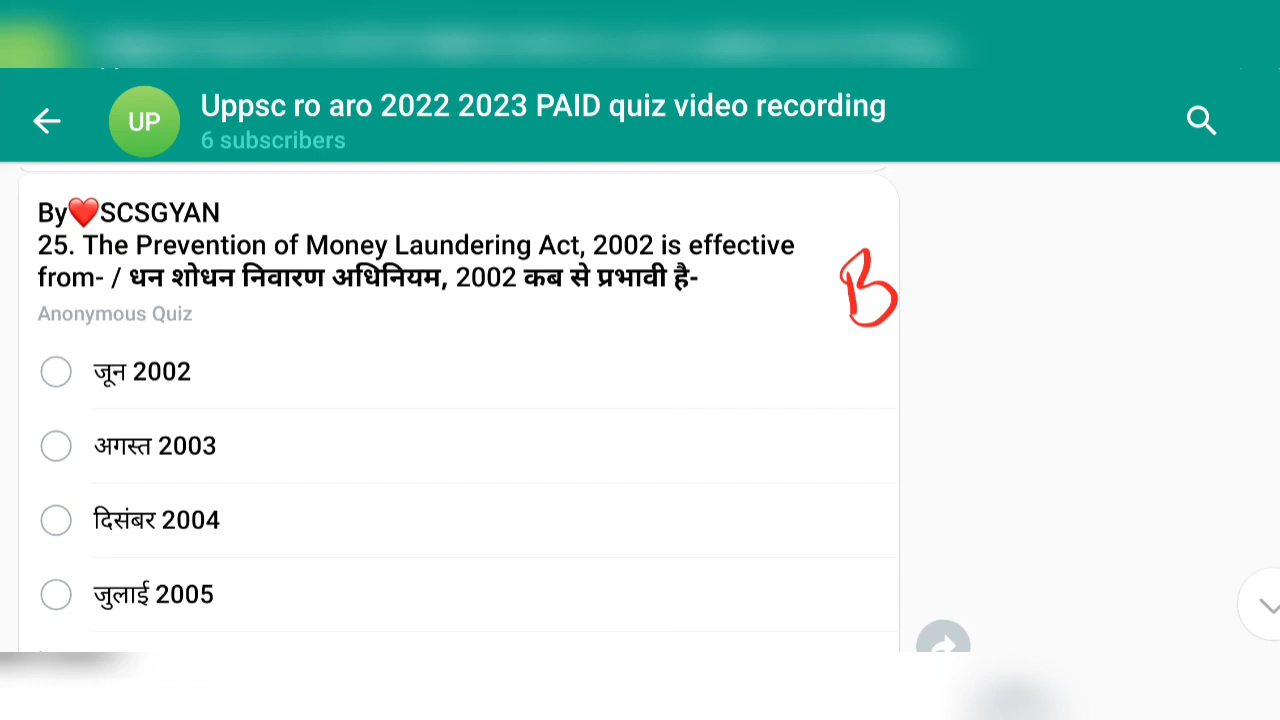 UP
Uppsc ro aro 2022 2023 PAID quiz video recording
6 subscribers
By❤️SCSGYAN
25. The Prevention of Money Laundering Act, 2002 is effective
from- / धन शोधन निवारण अधिनियम, 2002 कब से प्रभावी है-
B
Anonymous Quiz
जून 2002
अगस्त 2003
दिसंबर 2004
जुलाई 2005